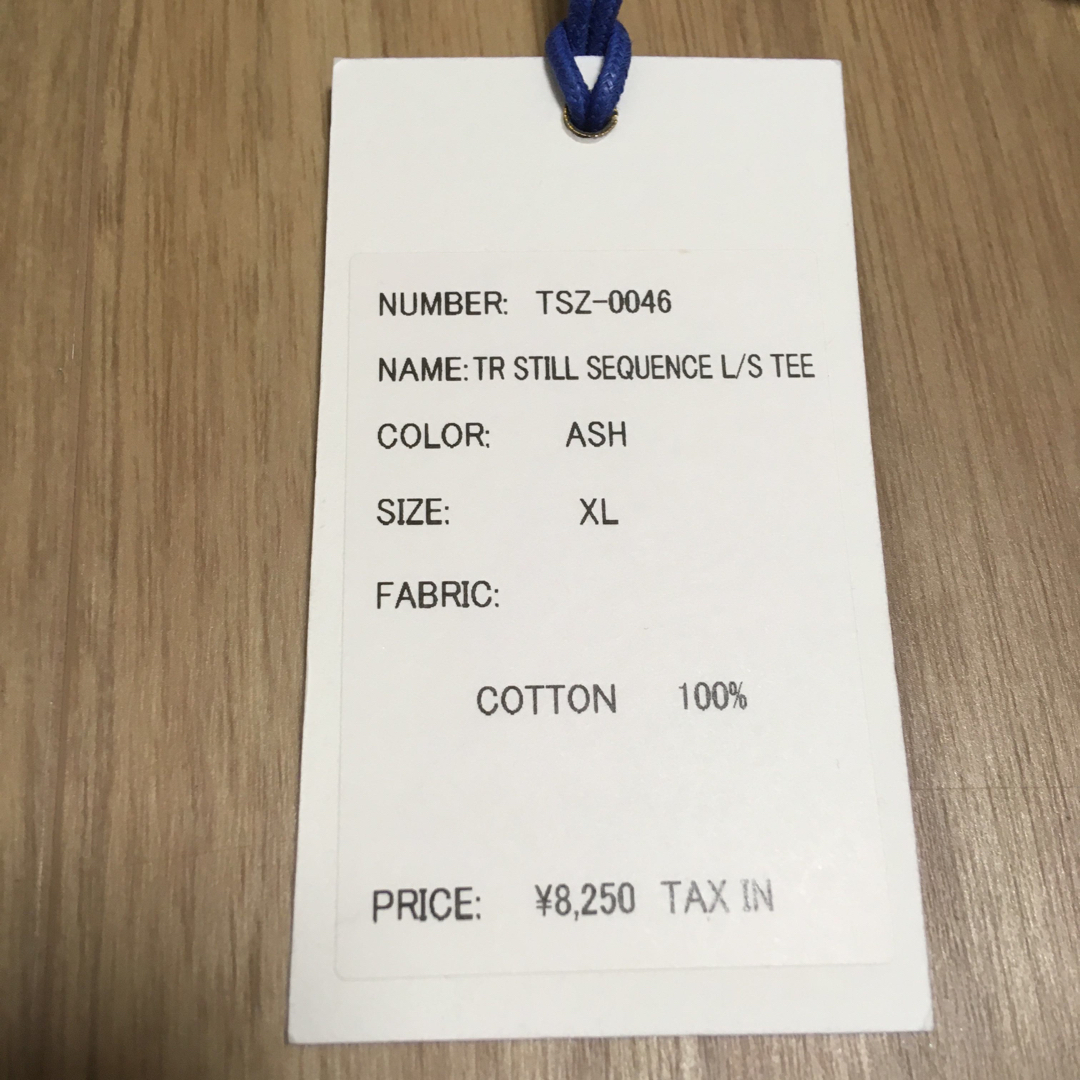 NUMBER: TSZ-0046
NAME: TR STILL SEQUENCE L/S TEE
COLOR: ASH
SIZE: XL
FABRIC:
COTTON 100%
PRICE: ¥8,250 TAX IN